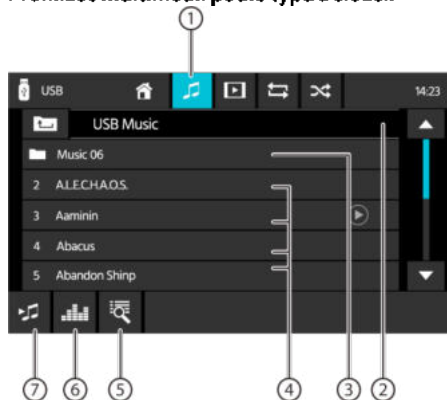 ①
USB 14:23
USB Music
Music 06
2 A.L.E.C.H.A.O.S.
3 Aaminin
4 Abacus
5 Abandon Shinp
⑦ ⑥ ⑤ ④ ③ ②